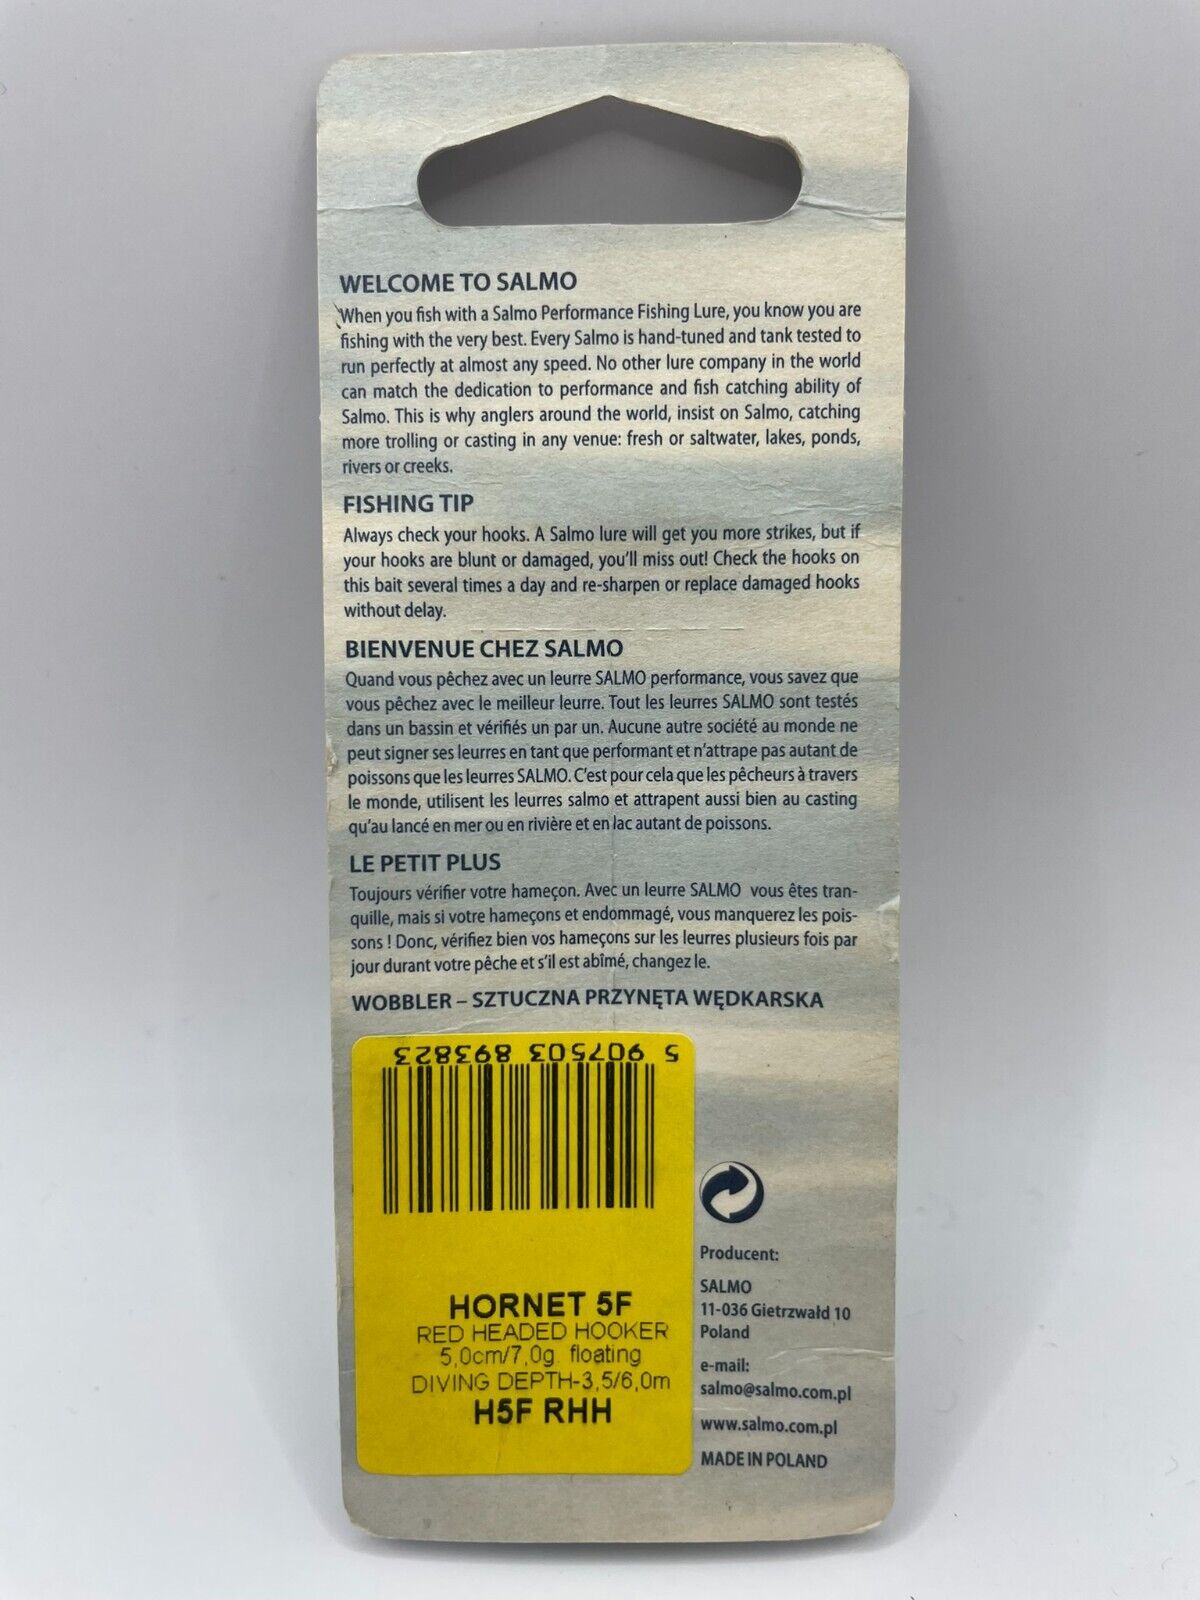 WELCOME TO SALMO
When you fish with a Salmo Performance Fishing Lure, you know you are
fishing with the very best. Every Salmo is hand-tuned and tank tested to
run perfectly at almost any speed. No other lure company in the world
can match the dedication to performance and fish catching ability of
Salmo. This is why anglers around the world, insist on Salmo, catching
more trolling or casting in any venue: fresh or saltwater, lakes, ponds,
rivers or creeks.
FISHING TIP
Always check your hooks. A Salmo lure will get you more strikes, but if
your hooks are blunt or damaged, you'll miss out! Check the hooks on
this bait several times a day and re-sharpen or replace damaged hooks
without delay.
BIENVENUE CHEZ SALMO
Quand vous pêchez avec un leurre SALMO performance, vous savez que
vous pêchez avec le meilleur leurre. Tout les leurres SALMO sont testés
dans un bassin et vérifiés un par un. Aucune autre société au monde ne
peut signer ses leurres en tant que performant et n'attrape pas autant de
poissons que les leurres SALMO. C'est pour cela que les pêcheurs à travers
le monde, utilisent les leurres salmo et attrapent aussi bien au casting
qu'au lancé en mer ou en rivière et en lac autant de poissons.
LE PETIT PLUS
Toujours vérifier votre hameçon. Avec un leurre SALMO vous êtes tran-
quille, mais si votre hameçons et endommagé, vous manquerez les pois-
sons ! Donc, vérifiez bien vos hameçons sur les leurres plusieurs fois par
jour durant votre pêche et s'il est abîmé, changez le.
WOBBLER – SZTUCZNA PRZYNĘTA WĘDKARSKA
5 907503 893823
HORNET 5F
RED HEADED HOOKER
5,0cm/7,0g floating
DIVING DEPTH-3,5/6,0m
H5F RHH
Producent:
SALMO
11-036 Gietrzwałd 10
Poland
e-mail:
salmo@salmo.com.pl
www.salmo.com.pl
MADE IN POLAND